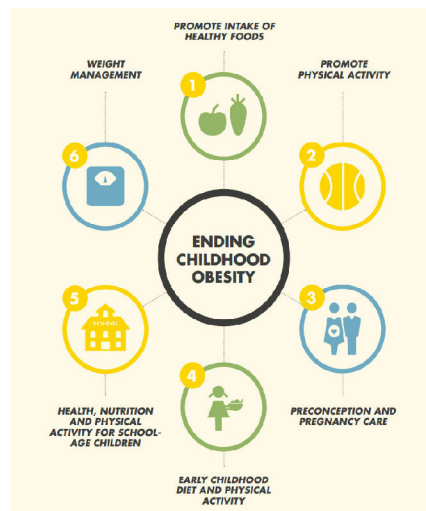 PROMOTE INTAKE OF
HEALTHY FOODS
1
PROMOTE
PHYSICAL ACTIVITY
2
3
PRECONCEPTION AND
PREGNANCY CARE
4
EARLY CHILDHOOD
DIET AND PHYSICAL
ACTIVITY
5
SCHOOL
HEALTH, NUTRITION
AND PHYSICAL
ACTIVITY FOR SCHOOL-
AGE CHILDREN
WEIGHT
MANAGEMENT
6
ENDING
CHILDHOOD
OBESITY